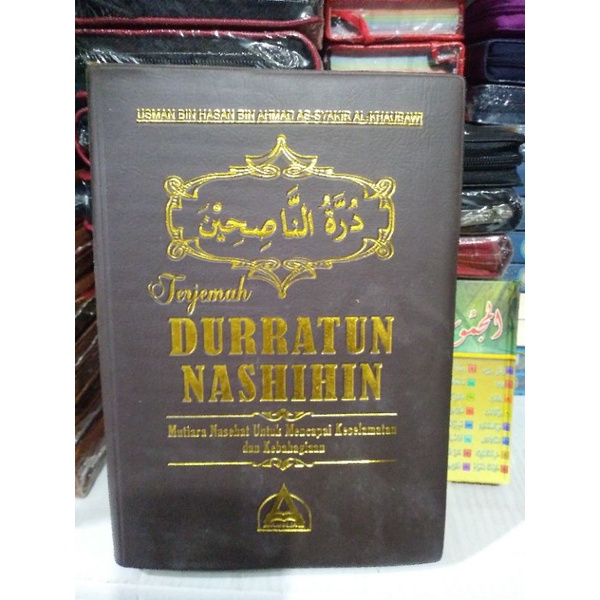 USMAN BIN HASAN BIN AHMAD AS-SYAKIR AL-KHAUBAWI
دُرَّةُ النَّاصِحِيْنَ
Terjemah
DURRATUN
NASHIHIN
Mutiara Nasehat Untuk Mencapai Keselamatan
dan Kebahagiaan
المجمو